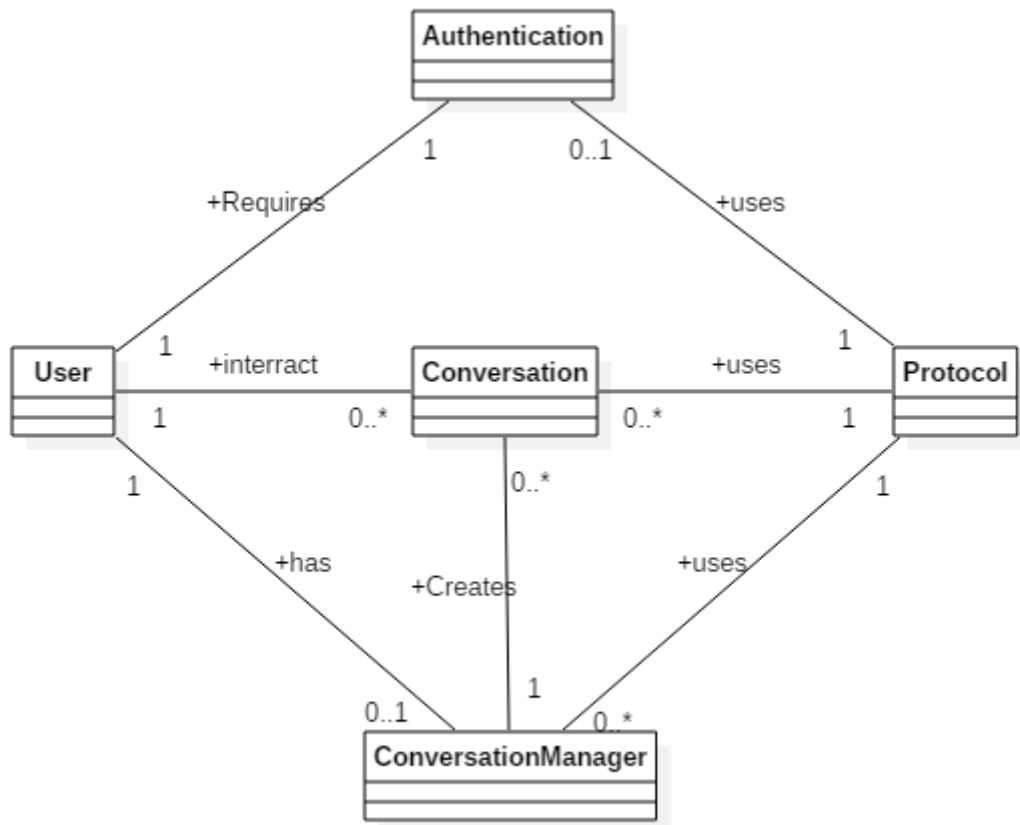 Authentication
1
0..1
+Requires
+uses
1
1
User
+interract
Conversation
+uses
Protocol
1
0..*
0..*
1
1
0..*
1
+has
+Creates
+uses
0..1
1
0..*
ConversationManager